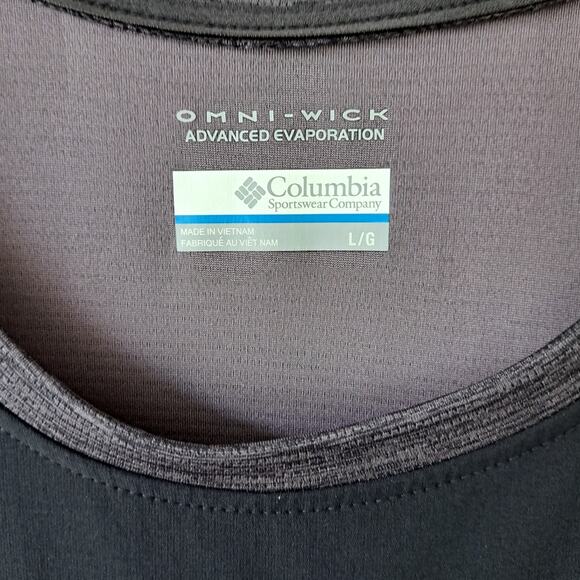 OMNI-WICK
ADVANCED EVAPORATION
Columbia
Sportswear Company
MADE IN VIETNAM
FABRIQUÉ AU VIÊT NAM
L/G